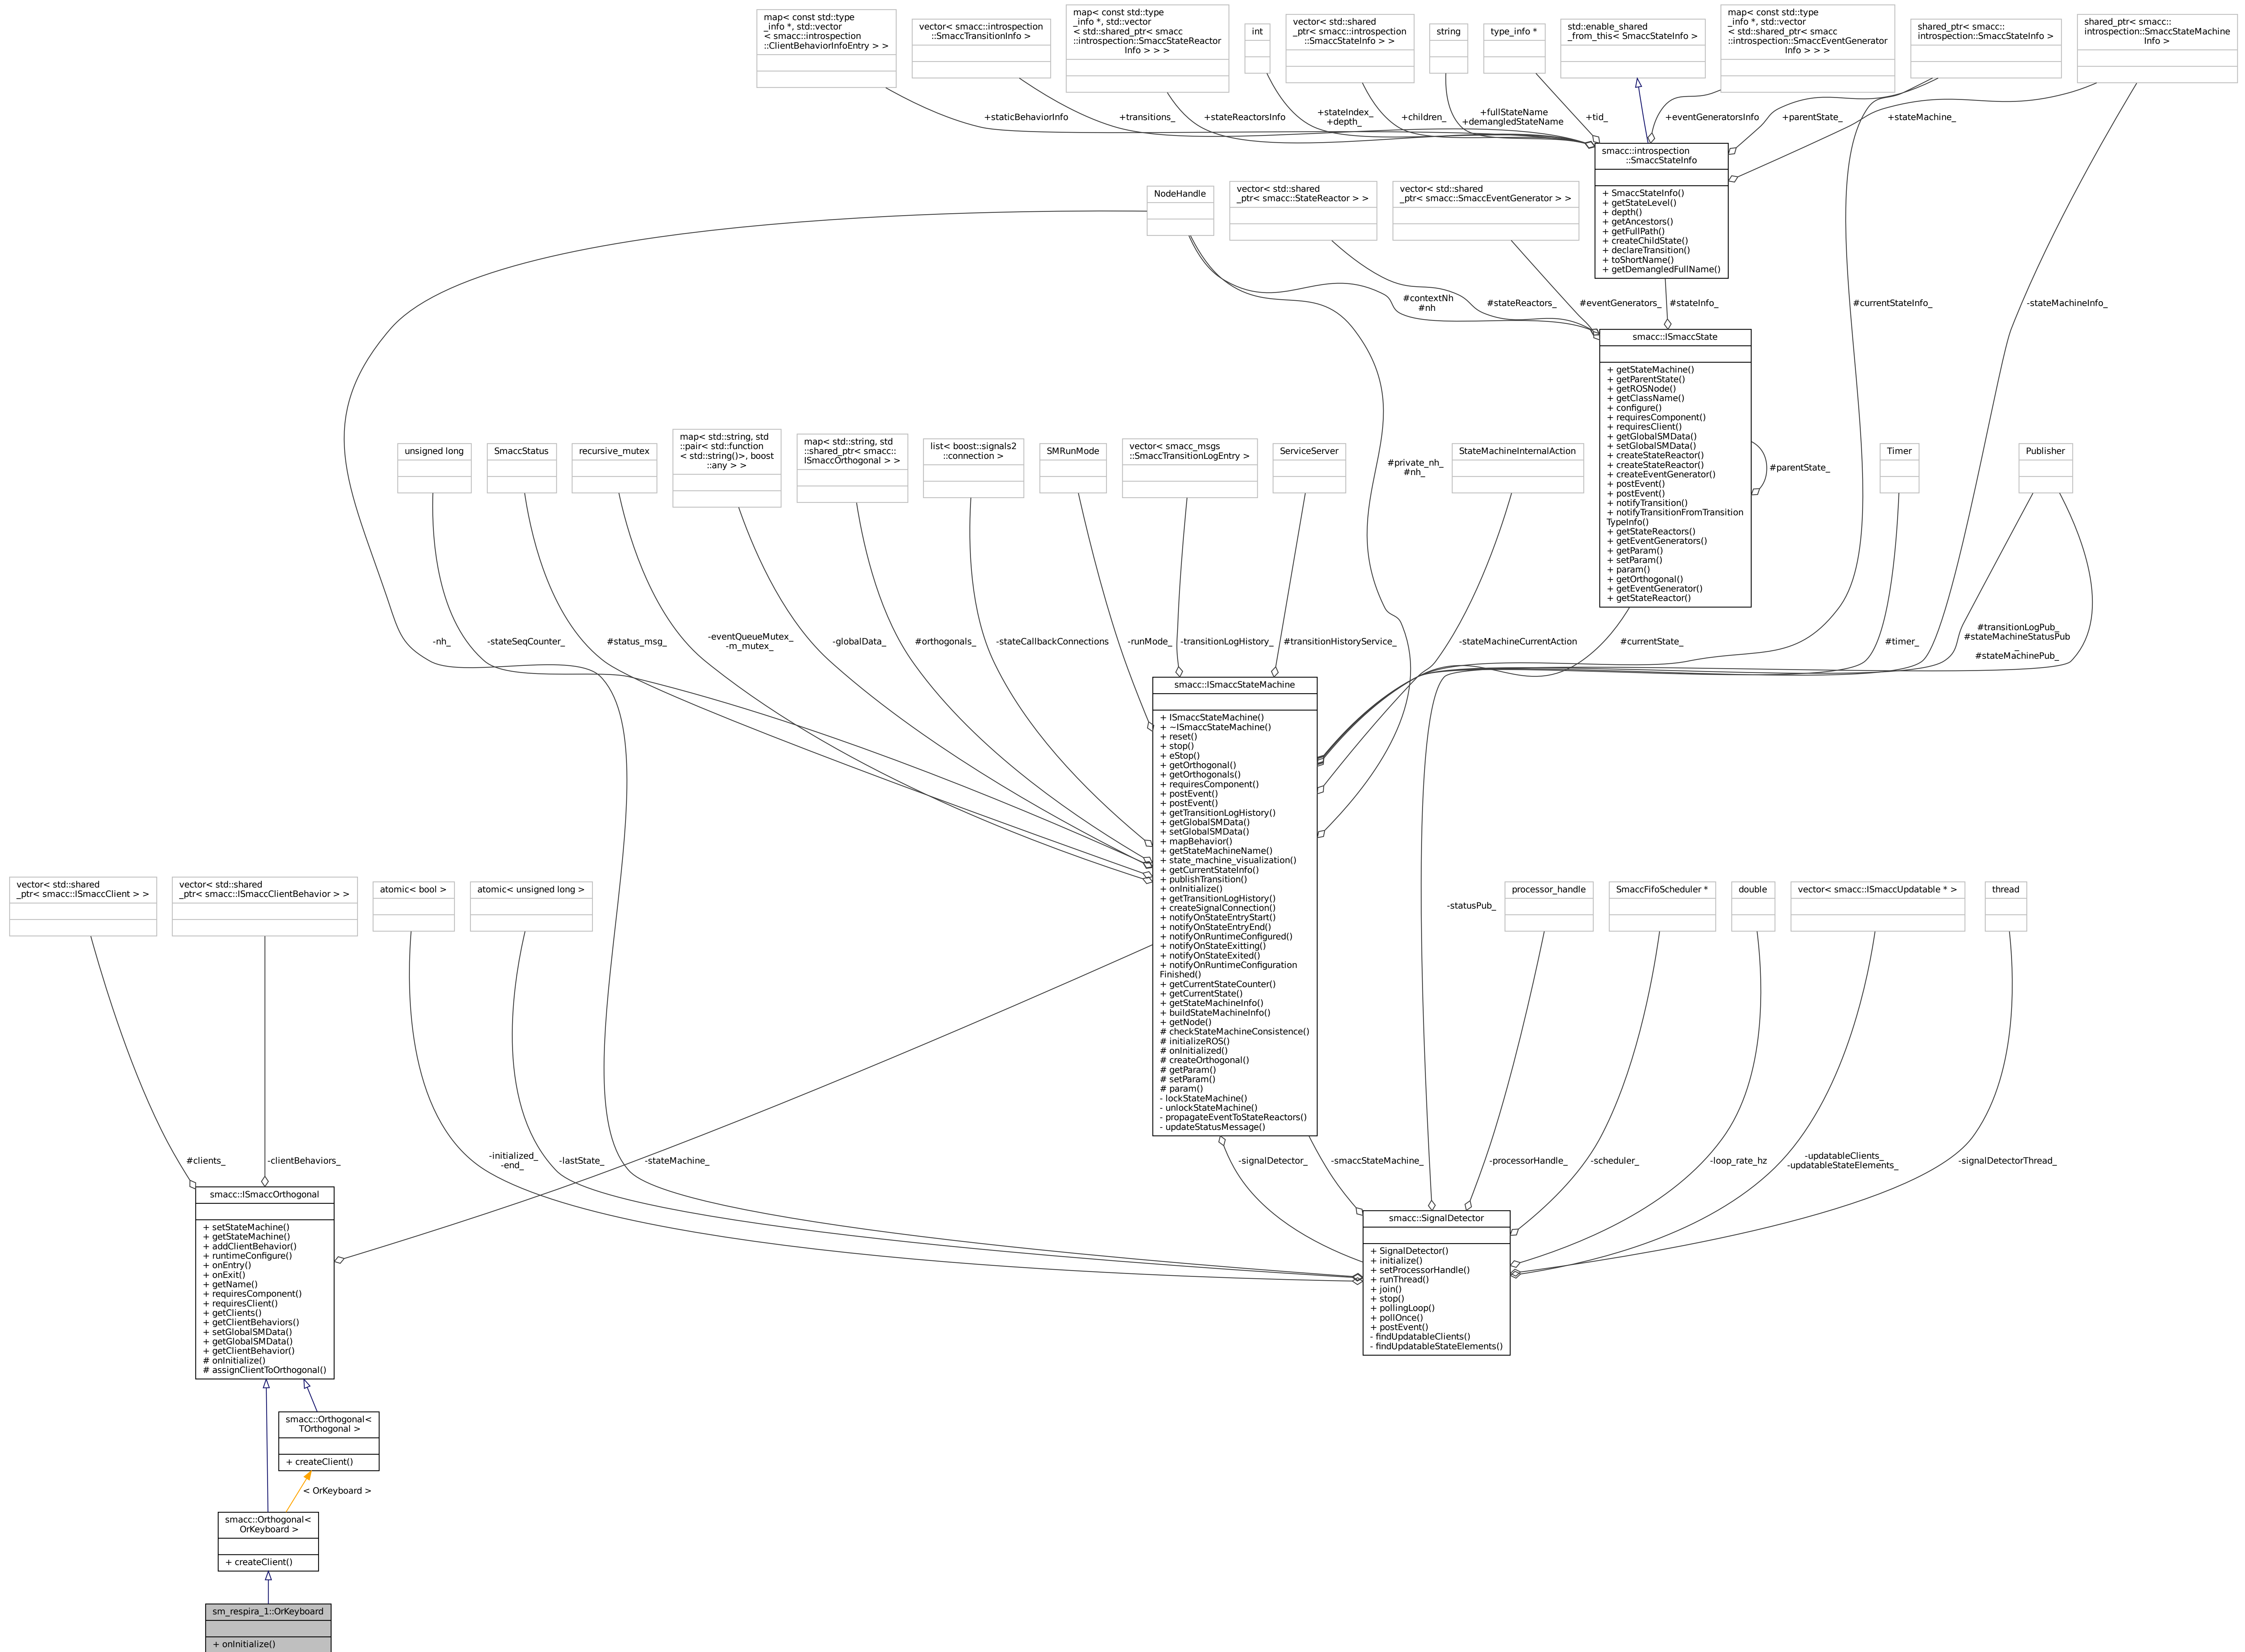 map< const std::type
_info *, std::vector
< smacc::introspection
::ClientBehaviorInfoEntry > >
vector< smacc::introspection
::SmaccTransitionInfo >
map< const std::type
_info *, std::vector
< std::shared_ptr< smacc
::introspection::SmaccStateReactor
Info > > >
int
vector< std::shared
_ptr< smacc::introspection
::SmaccStateInfo > >
string
type_info *
std::enable_shared
_from_this< SmaccStateInfo >
map< const std::type
_info *, std::vector
< std::shared_ptr< smacc
::introspection::SmaccEventGenerator
Info > > >
shared_ptr< smacc::
introspection::SmaccStateInfo >
shared_ptr< smacc::
introspection::SmaccStateMachine
Info >
+staticBehaviorInfo
+transitions_
+stateReactorsInfo
+stateIndex_
+depth_
+children_
+fullStateName
+demangledStateName
+tid_
+eventGeneratorsInfo
+parentState_
+stateMachine_
smacc::introspection
::SmaccStateInfo
+ SmaccStateInfo()
+ getStateLevel()
+ depth()
+ getAncestors()
+ getFullPath()
+ createChildState()
+ declareTransition()
+ toShortName()
+ getDemangledFullName()
NodeHandle
vector< std::shared
_ptr< smacc::StateReactor > >
vector< std::shared
_ptr< smacc::SmaccEventGenerator > >
#contextNh
#nh
#stateReactors_
#eventGenerators_
#stateInfo_
#currentStateInfo_
-stateMachineInfo_
smacc::ISmaccState
+ getStateMachine()
+ getParentState()
+ getROSNode()
+ getClassName()
+ configure()
+ requiresComponent()
+ requiresClient()
+ getGlobalSMData()
+ setGlobalSMData()
+ createStateReactor()
+ createStateReactor()
+ createEventGenerator()
+ postEvent()
+ postEvent()
+ notifyTransition()
+ notifyTransitionFromTransition
TypeInfo()
+ getStateReactors()
+ getEventGenerators()
+ getParam()
+ setParam()
+ param()
+ getOrthogonal()
+ getEventGenerator()
+ getStateReactor()
#parentState_
unsigned long
SmaccStatus
recursive_mutex
map< std::string, std
::pair< std::function
< std::string()>, boost
::any > >
map< std::string, std
::shared_ptr< smacc::
ISmaccOrthogonal > >
list< boost::signals2
::connection >
SMRunMode
vector< smacc_msgs
::SmaccTransitionLogEntry >
ServiceServer
#private_nh_
#nh_
StateMachineInternalAction
Timer
Publisher
-nh_
-stateSeqCounter_
#status_msg_
-eventQueueMutex_
-m_mutex_
-globalData_
#orthogonals_
-stateCallbackConnections
-runMode_
-transitionLogHistory_
#transitionHistoryService_
-stateMachineCurrentAction
#currentState_
#timer_
#transitionLogPub_
#stateMachineStatusPub
_
#stateMachinePub_
smacc::ISmaccStateMachine
+ ISmaccStateMachine()
+ ~ISmaccStateMachine()
+ reset()
+ stop()
+ eStop()
+ getOrthogonal()
+ getOrthogonals()
+ requiresComponent()
+ postEvent()
+ postEvent()
+ getTransitionLogHistory()
+ getGlobalSMData()
+ setGlobalSMData()
+ mapBehavior()
+ getStateMachineName()
+ state_machine_visualization()
+ getCurrentStateInfo()
+ publishTransition()
+ onInitialize()
+ getTransitionLogHistory()
+ createSignalConnection()
+ notifyOnStateEntryStart()
+ notifyOnStateEntryEnd()
+ notifyOnRuntimeConfigured()
+ notifyOnStateExitting()
+ notifyOnStateExited()
+ notifyOnRuntimeConfiguration
Finished()
+ getCurrentStateCounter()
+ getCurrentState()
+ getStateMachineInfo()
+ buildStateMachineInfo()
+ getNode()
# checkStateMachineConsistence()
# initializeROS()
# onInitialized()
# createOrthogonal()
# getParam()
# setParam()
# param()
- lockStateMachine()
- unlockStateMachine()
- propagateEventToStateReactors()
- updateStatusMessage()
vector< std::shared
_ptr< smacc::ISmaccClient > >
vector< std::shared
_ptr< smacc::ISmaccClientBehavior > >
atomic< bool >
atomic< unsigned long >
-statusPub_
processor_handle
SmaccFifoScheduler *
double
vector< smacc::ISmaccUpdatable * >
thread
#clients_
-clientBehaviors_
-initialized_
-end_
-lastState_
-stateMachine_
-signalDetector_
-smaccStateMachine_
-processorHandle_
-scheduler_
-loop_rate_hz
-updatableClients_
-updatableStateElements_
-signalDetectorThread_
smacc::ISmaccOrthogonal
+ setStateMachine()
+ getStateMachine()
+ addClientBehavior()
+ runtimeConfigure()
+ onEntry()
+ onExit()
+ getName()
+ requiresComponent()
+ requiresClient()
+ getClients()
+ getClientBehaviors()
+ setGlobalSMData()
+ getGlobalSMData()
+ getClientBehavior()
# onInitialize()
# assignClientToOrthogonal()
smacc::SignalDetector
+ SignalDetector()
+ initialize()
+ setProcessorHandle()
+ runThread()
+ join()
+ stop()
+ pollingLoop()
+ pollOnce()
+ postEvent()
- findUpdatableClients()
- findUpdatableStateElements()
smacc::Orthogonal<
TOrthogonal >
+ createClient()
< OrKeyboard >
smacc::Orthogonal<
OrKeyboard >
+ createClient()
sm_respira_1::OrKeyboard
+ onInitialize()